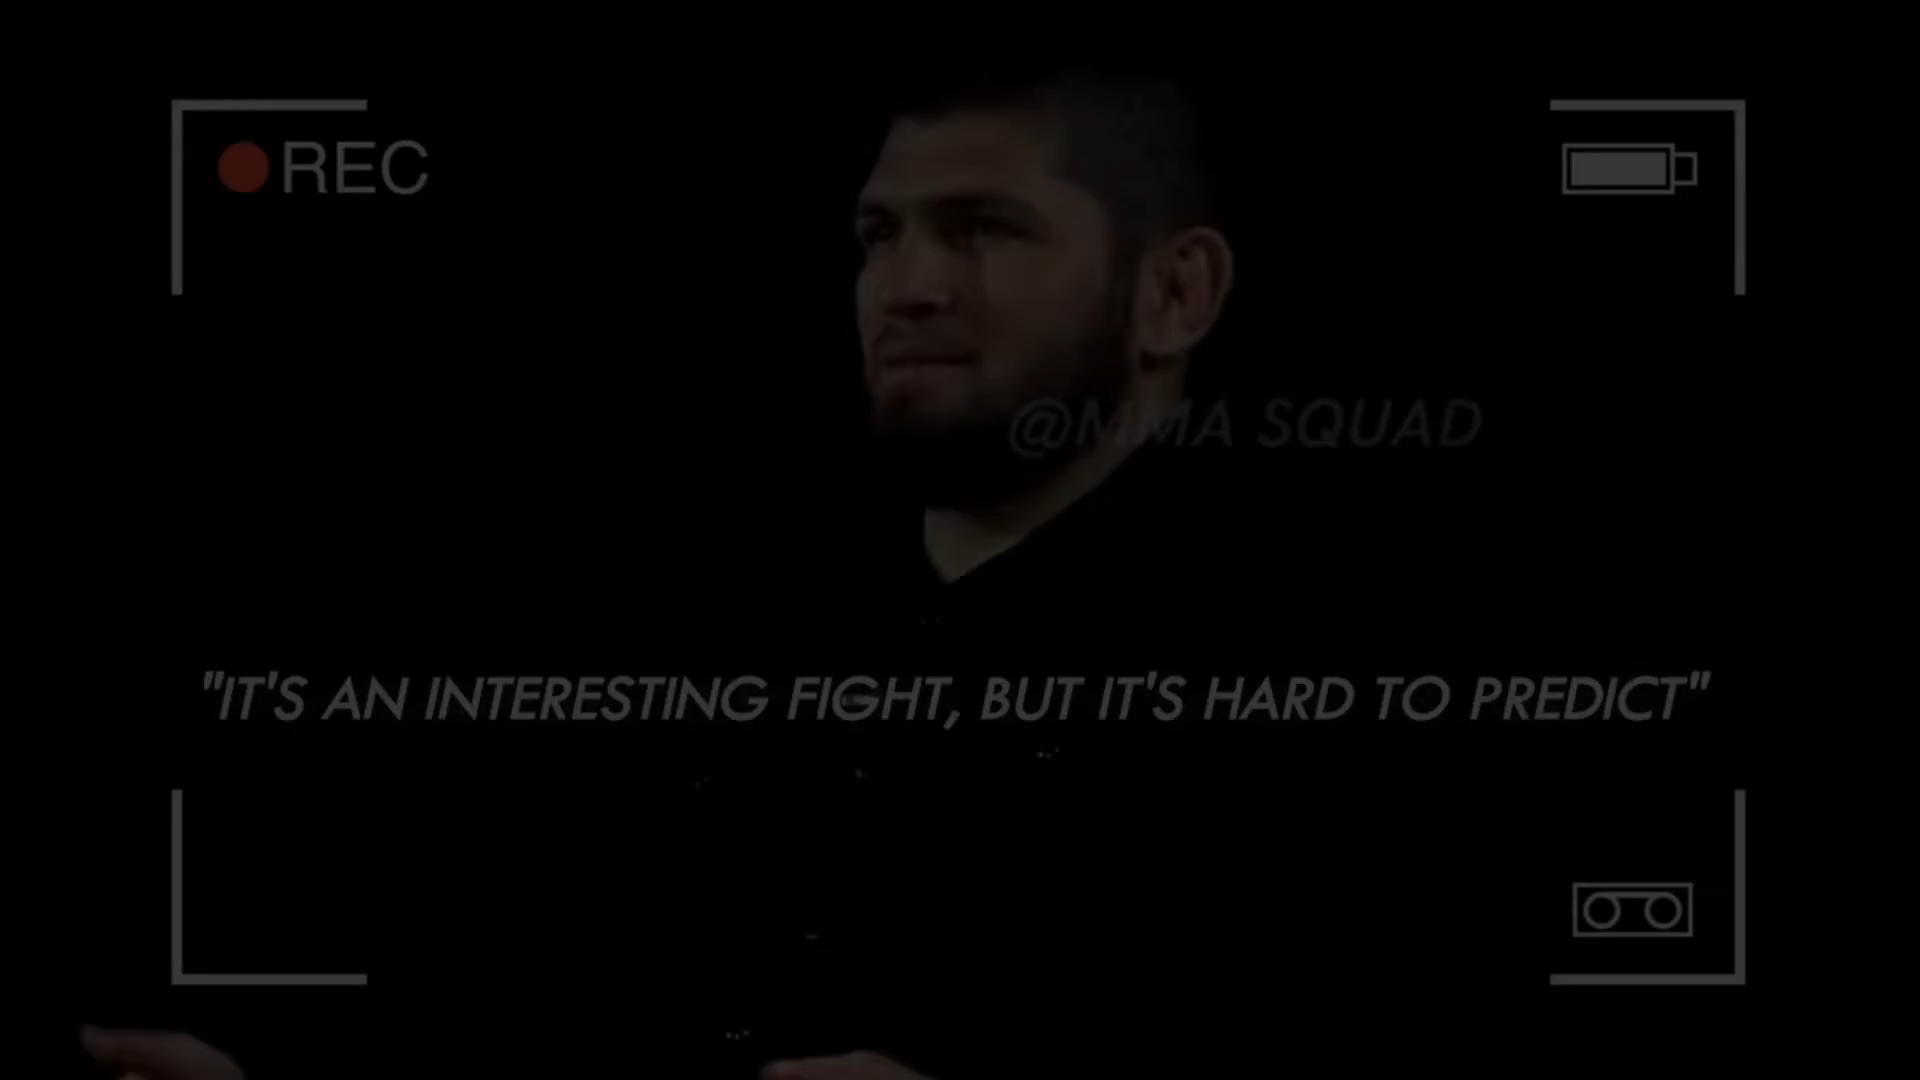 REC
@MMA SQUAD
"IT'S AN INTERESTING FIGHT, BUT IT'S HARD TO PREDICT"